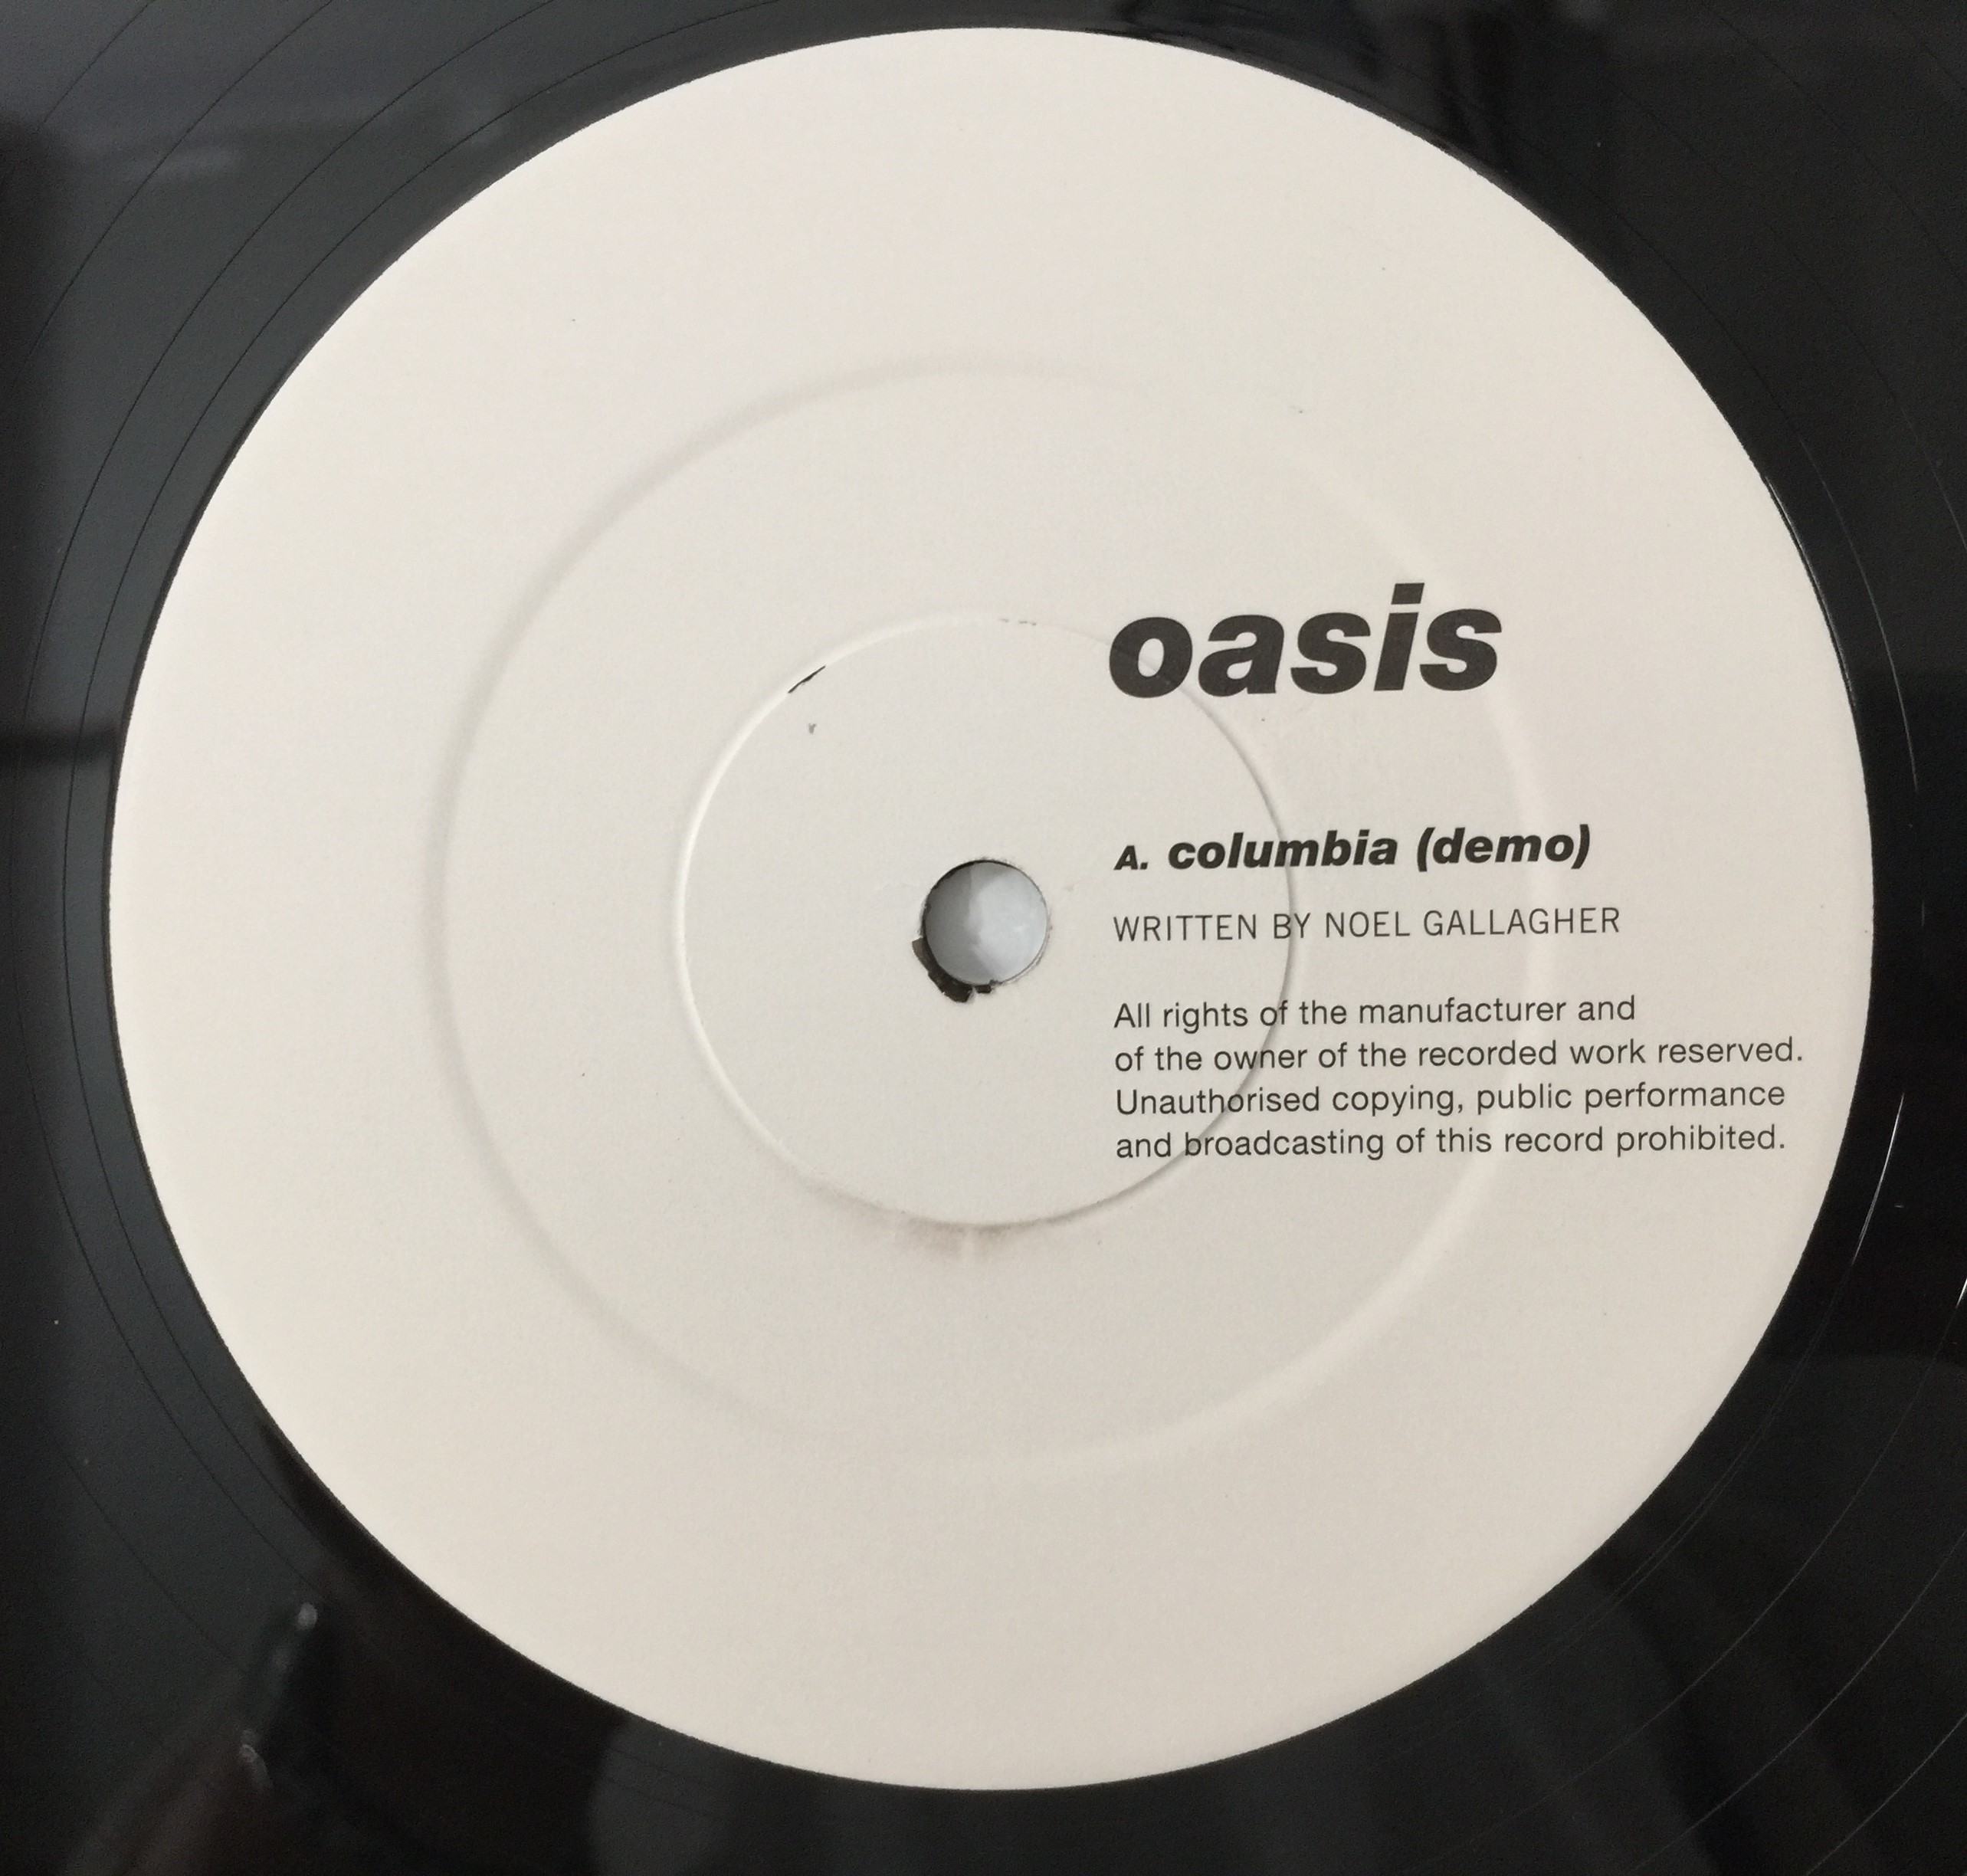 oasis
A. columbia (demo)
WRITTEN BY NOEL GALLAGHER
All rights of the manufacturer and
of the owner of the recorded work reserved.
Unauthorised copying, public performance
and broadcasting of this record prohibited.